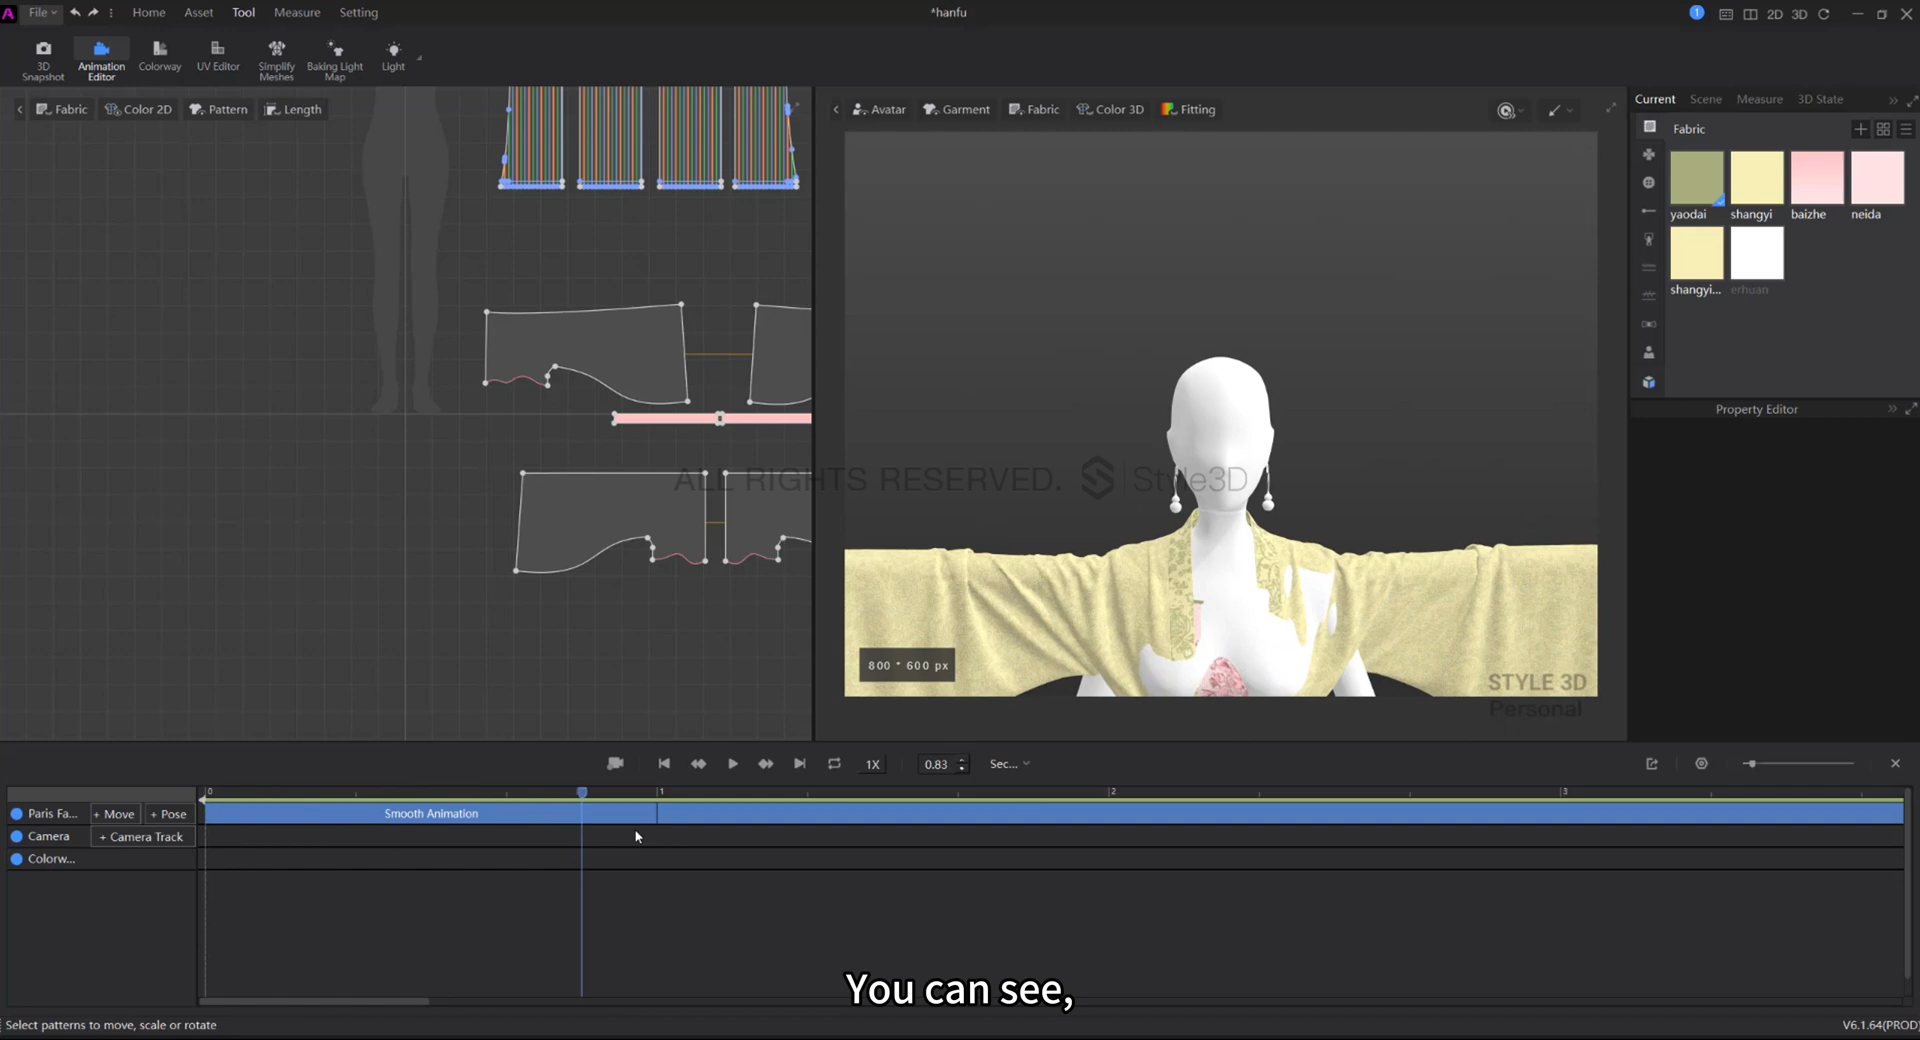 File
Home
Asset
Tool
Measure
Setting
*hanfu
1
2D
3D
3D Snapshot
Animation Editor
Colorway
UV Editor
Simplify Meshes
Baking Light Map
Light
Fabric
Color 2D
Pattern
Length
Avatar
Garment
Fabric
Color 3D
Fitting
Current
Scene
Measure
3D State
Fabric
yaodai
shangyi
baizhe
neida
shangyi...
erhuan
Property Editor
ALL RIGHTS RESERVED. Style3D
800 * 600 px
STYLE 3D
Personal
1X
0.83
Sec...
0
1
2
3
Paris Fa...
+ Move
+ Pose
Smooth Animation
Camera
+ Camera Track
Colorw...
You can see,
Select patterns to move, scale or rotate
V6.1.64(PROD)